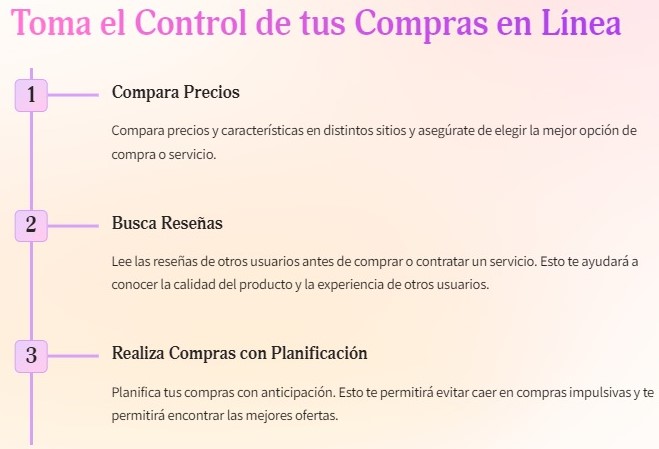 Toma el Control de tus Compras en Línea
1
Compara Precios
Compara precios y características en distintos sitios y asegúrate de elegir la mejor opción de
compra o servicio.
2
Busca Reseñas
Lee las reseñas de otros usuarios antes de comprar o contratar un servicio. Esto te ayudará a
conocer la calidad del producto y la experiencia de otros usuarios.
3
Realiza Compras con Planificación
Planifica tus compras con anticipación. Esto te permitirá evitar caer en compras impulsivas y te
permitirá encontrar las mejores ofertas.